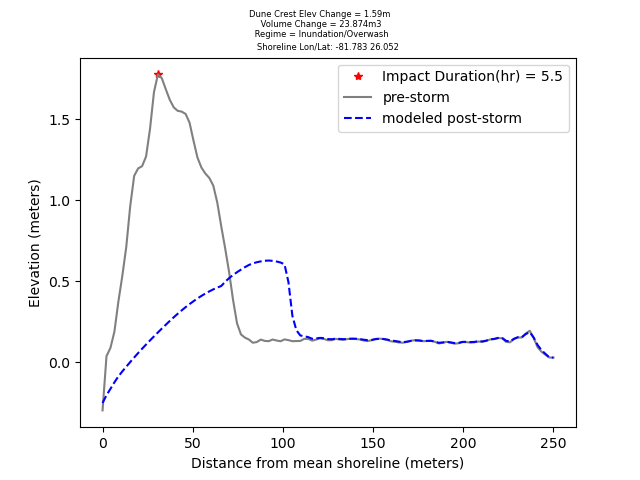 Dune Crest Elev Change = 1.59m
Volume Change = 23.874m3
Regime = Inundation/Overwash
Shoreline Lon/Lat: -81.783 26.052
Impact Duration(hr) = 5.5
pre-storm
modeled post-storm
Elevation (meters)
1.5
1.0
0.5
0.0
0 50 100 150 200 250
Distance from mean shoreline (meters)